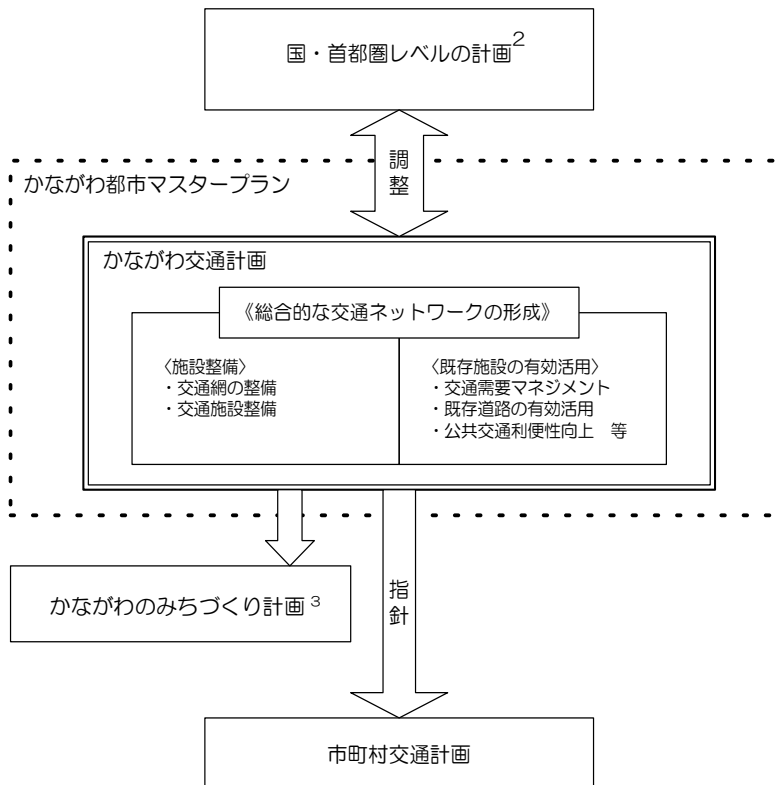 国・首都圏レベルの計画2
調整
かながわ都市マスタープラン
かながわ交通計画
《総合的な交通ネットワークの形成》
〈施設整備〉
・交通網の整備
・交通施設整備
〈既存施設の有効活用〉
・交通需要マネジメント
・既存道路の有効活用
・公共交通利便性向上　等
かながわのみちづくり計画3
指針
市町村交通計画